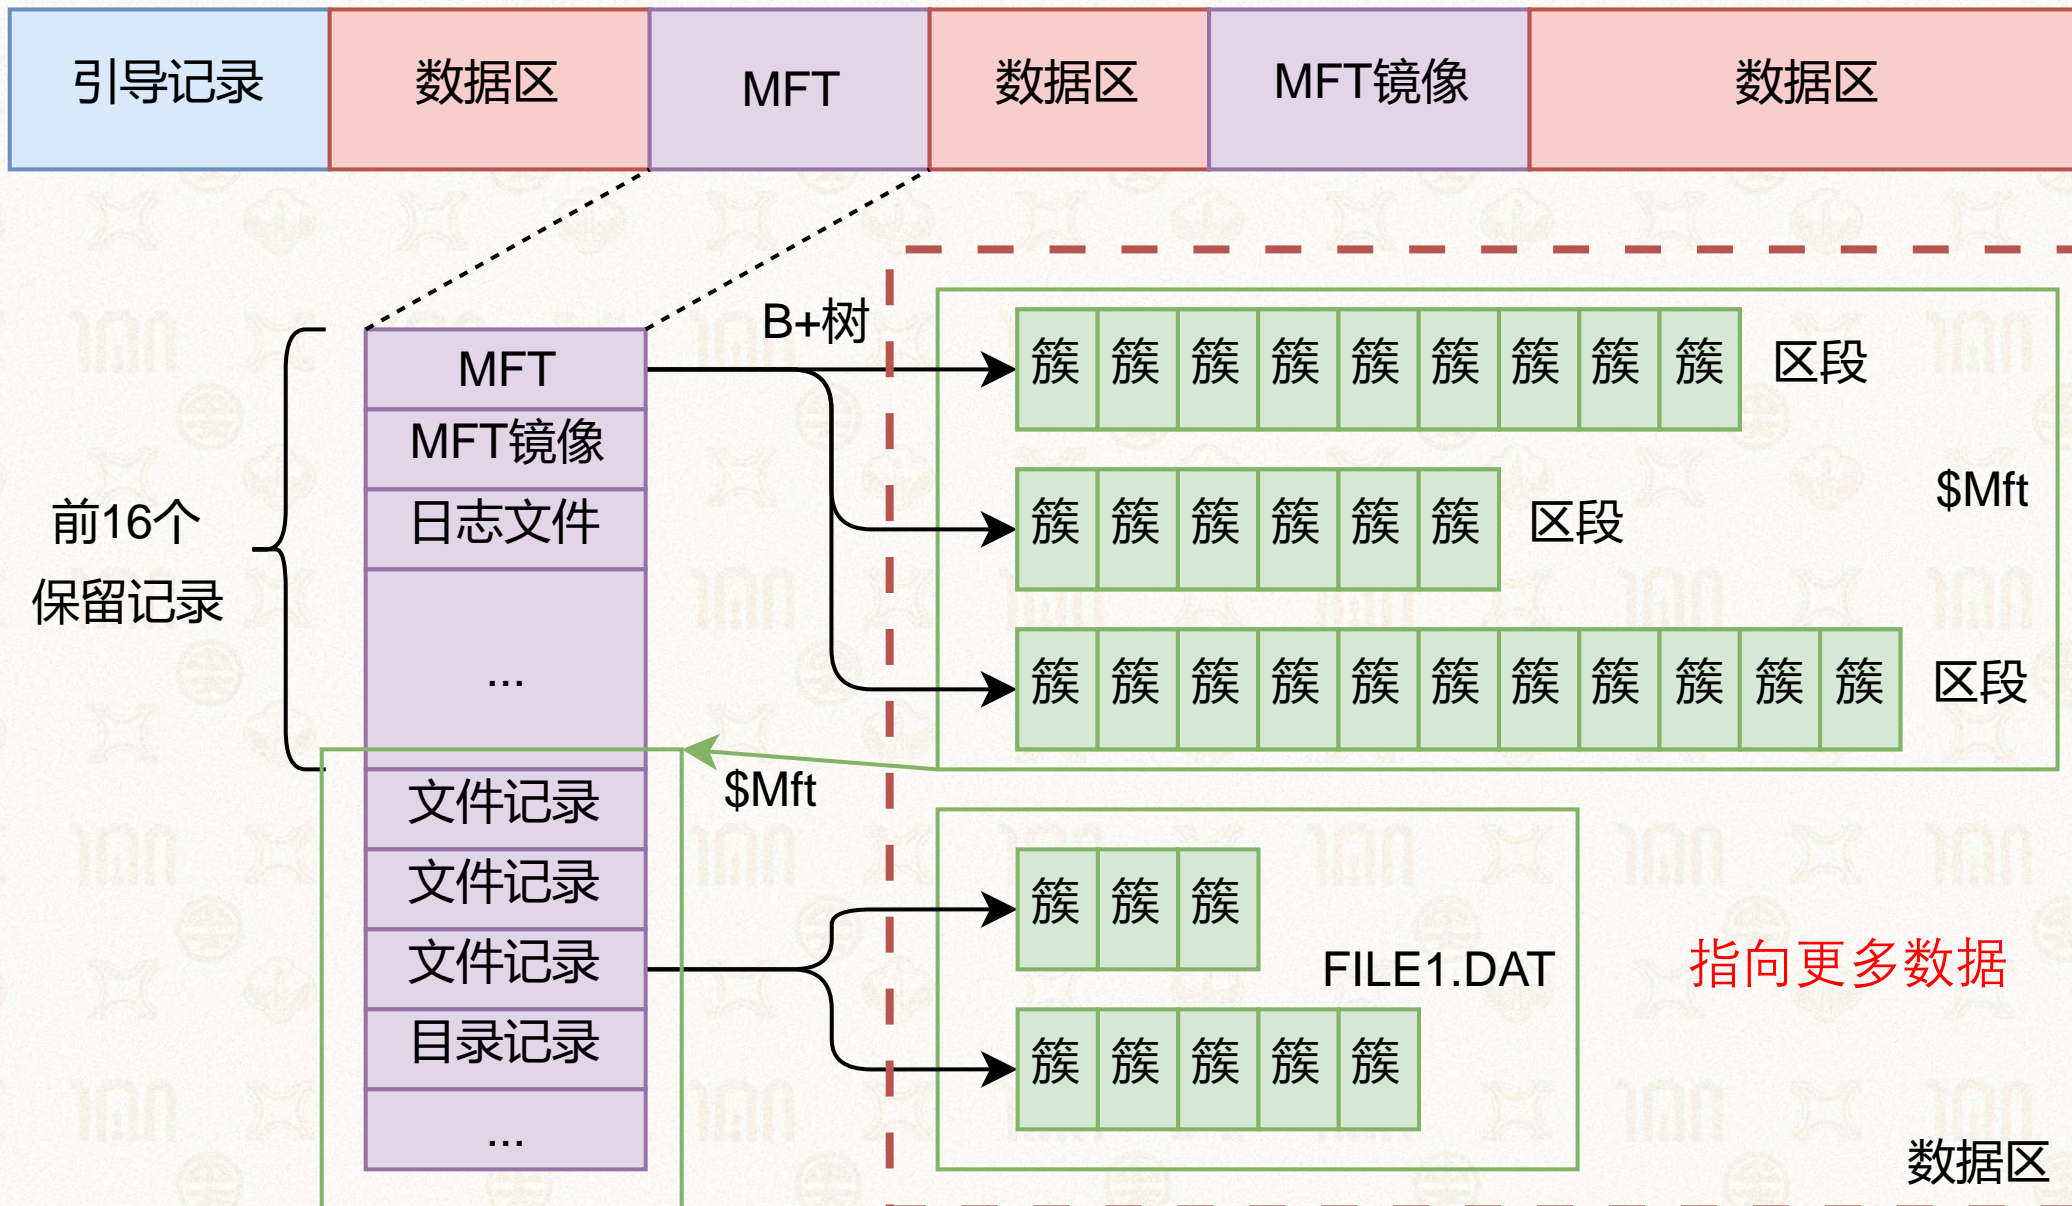 引导记录
数据区
MFT
数据区
MFT镜像
数据区
B+树
MFT
簇 簇 簇 簇 簇 簇 簇 簇 簇
区段
MFT镜像
前16个
保留记录
日志文件
簇 簇 簇 簇 簇 簇
区段
$Mft
...
簇 簇 簇 簇 簇 簇 簇 簇 簇 簇 簇
区段
文件记录
$Mft
文件记录
簇 簇 簇
文件记录
FILE1.DAT
指向更多数据
目录记录
簇 簇 簇 簇 簇
...
数据区